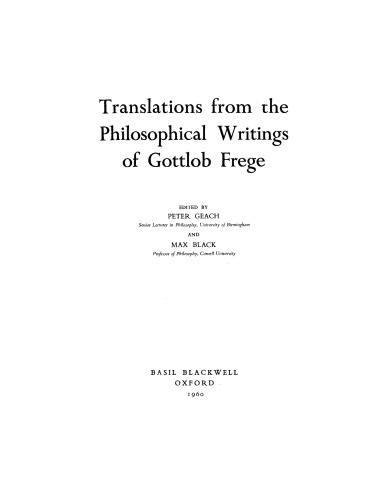 Translations from the
Philosophical Writings
of Gottlob Frege
EDITED BY
PETER GEACH
Senior Lecturer in Philosophy, University of Birmingham
AND
MAX BLACK
Professor of Philosophy, Cornell University
BASIL BLACKWELL
OXFORD
1960